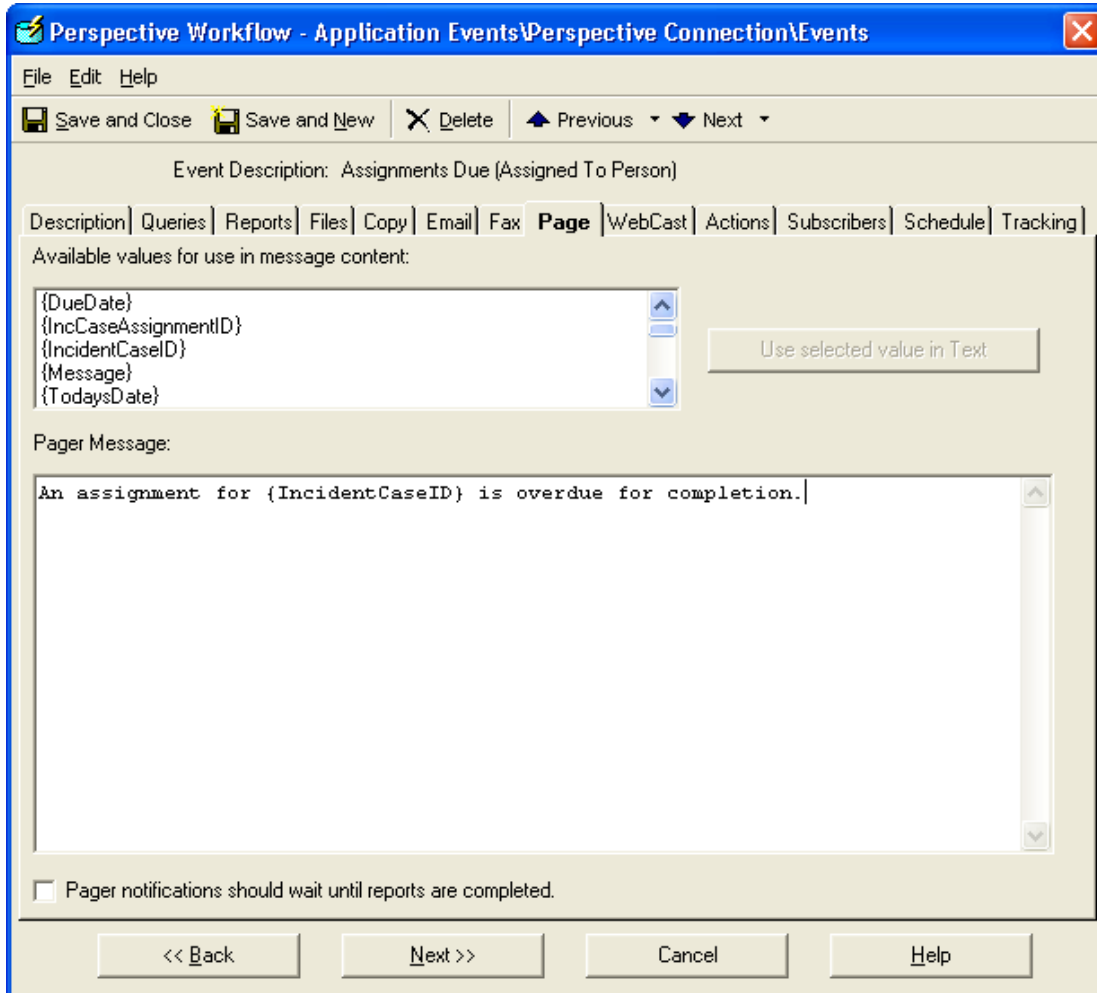 Perspective Workflow - Application Events\Perspective Connection\Events
File Edit Help
Save and Close Save and New Delete Previous Next
Event Description: Assignments Due (Assigned To Person)
Description Queries Reports Files Copy Email Fax Page WebCast Actions Subscribers Schedule Tracking
Available values for use in message content:
{DueDate}
{IncCaseAssignmentID}
{IncidentCaseID}
{Message}
{TodaysDate}
Use selected value in Text
Pager Message:
An assignment for {IncidentCaseID} is overdue for completion.
Pager notifications should wait until reports are completed.
<< Back Next >> Cancel Help